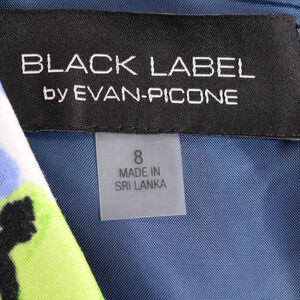 BLACK LABEL
by EVAN-PICONE
8
MADE IN
SRI LANKA